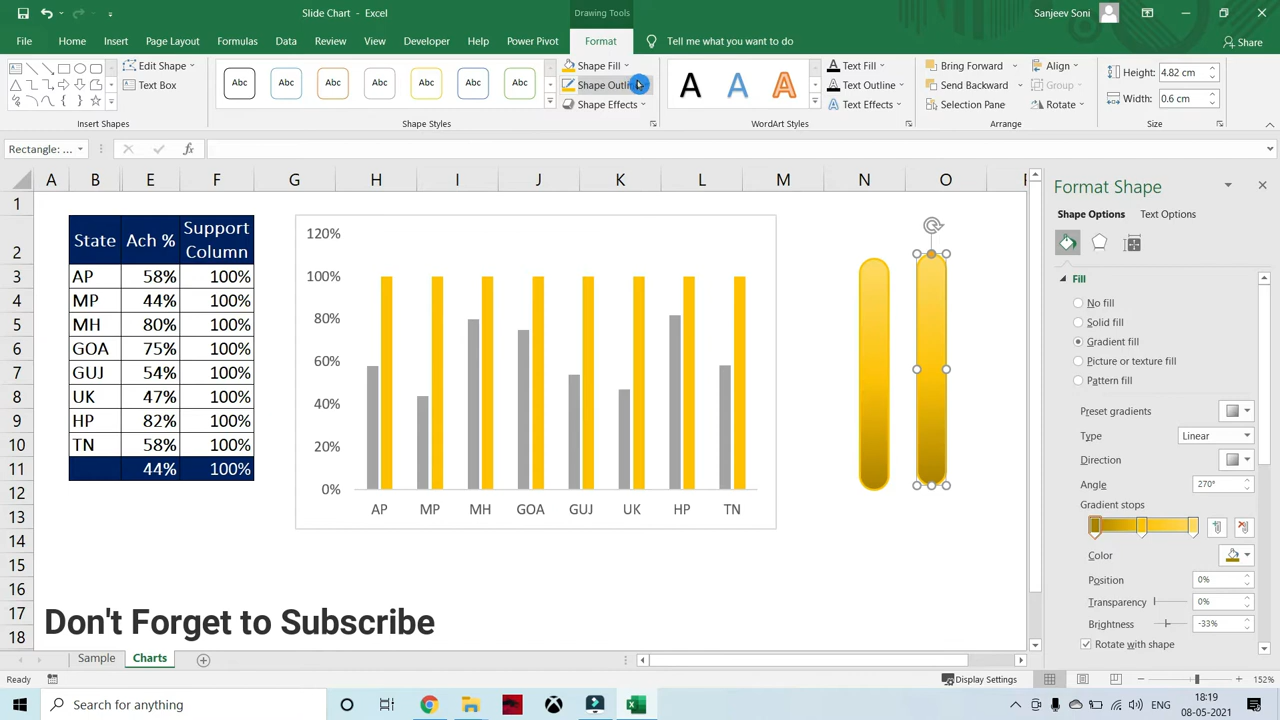 Slide Chart - Excel
Drawing Tools
Sanjeev Soni
File
Home
Insert
Page Layout
Formulas
Data
Review
View
Developer
Help
Power Pivot
Format
Tell me what you want to do
Share
Edit Shape
Text Box
Insert Shapes
Abc Abc Abc Abc Abc Abc Abc
Shape Fill
Shape Outlin
Shape Effects
Shape Styles
A A A
Text Fill
Text Outline
Text Effects
WordArt Styles
Bring Forward
Send Backward
Selection Pane
Align
Group
Rotate
Arrange
Height: 4.82 cm
Width: 0.6 cm
Size
Rectangle: ...
fx
A B E F G H I J K L M N O
1
2 State Ach % Support Column
3 AP 58% 100%
4 MP 44% 100%
5 MH 80% 100%
6 GOA 75% 100%
7 GUJ 54% 100%
8 UK 47% 100%
9 HP 82% 100%
10 TN 58% 100%
11 44% 100%
12
13
14
15
16
17
18
120%
100%
80%
60%
40%
20%
0%
AP MP MH GOA GUJ UK HP TN
Don't Forget to Subscribe
Format Shape
Shape Options
Text Options
Fill
No fill
Solid fill
Gradient fill
Picture or texture fill
Pattern fill
Preset gradients
Type Linear
Direction
Angle 270°
Gradient stops
Color
Position 0%
Transparency 0%
Brightness -33%
Rotate with shape
Sample
Charts
Ready
Display Settings
152%
Search for anything
ENG
18:19
08-05-2021